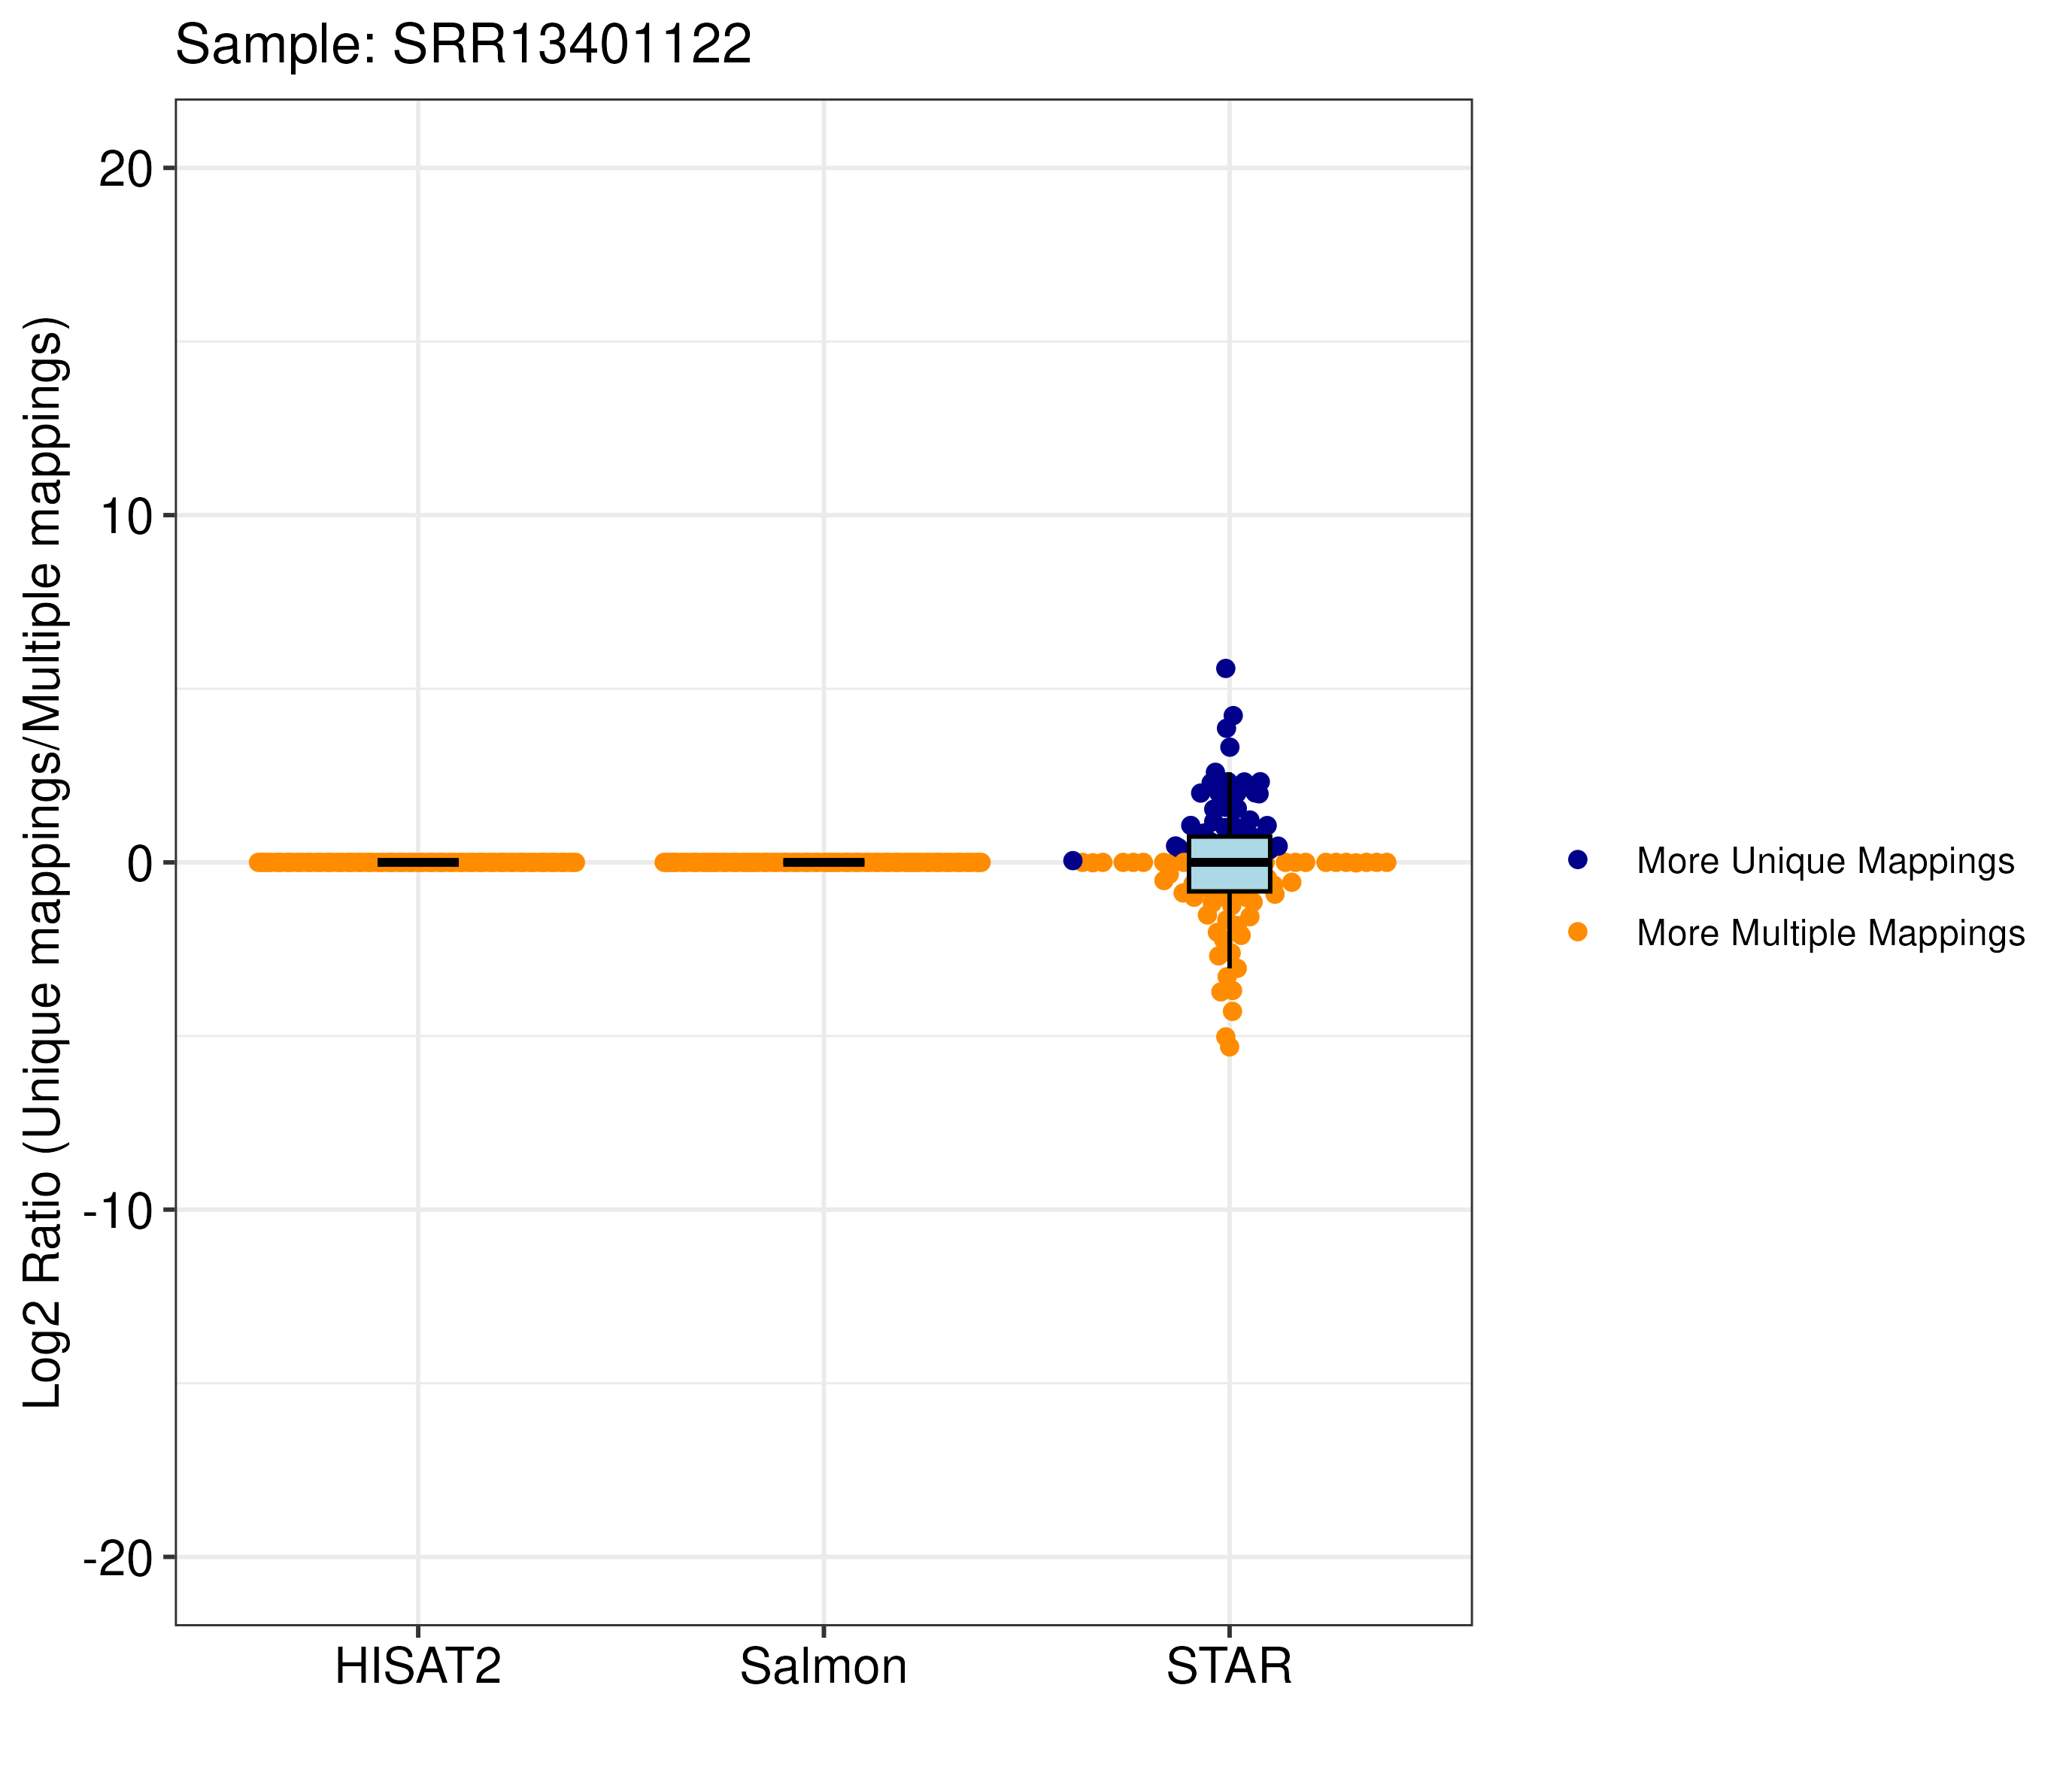 Sample: SRR13401122
Log2 Ratio (Unique mappings/Multiple mappings)
20
10
0
-10
-20
HISAT2
Salmon
STAR
More Unique Mappings
More Multiple Mappings